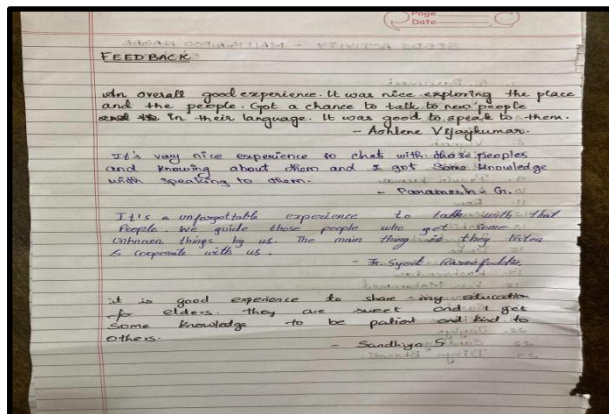 Page
Date
FEEDBACK
An overall good experience. It was nice exploring the place
and the people. Got a chance to talk to new people
in their language. It was good to speak to them.
- Ashlene Vijaykumar.
It's very nice experience to chat with those peoples
and knowing about them and I got some knowledge
with speaking to them.
- Paramesh G.
It's a unforgettable experience to talk with that
People. We guide those people who get some
unknown things by us. The main thing is they listen
& cooperate with us.
- Syed
it is good experience to share my education
for elders. they are sweet and I get
some knowledge to be patient and kind to
others.
- Sandhiya S